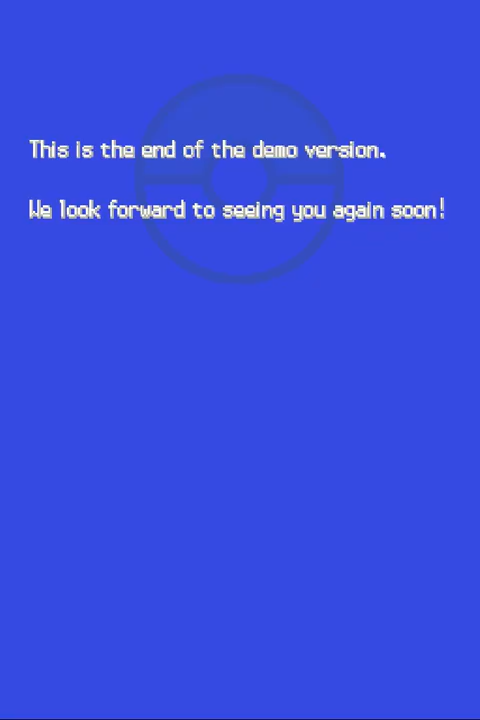 This is the end of the demo version.
We look forward to seeing you again soon!